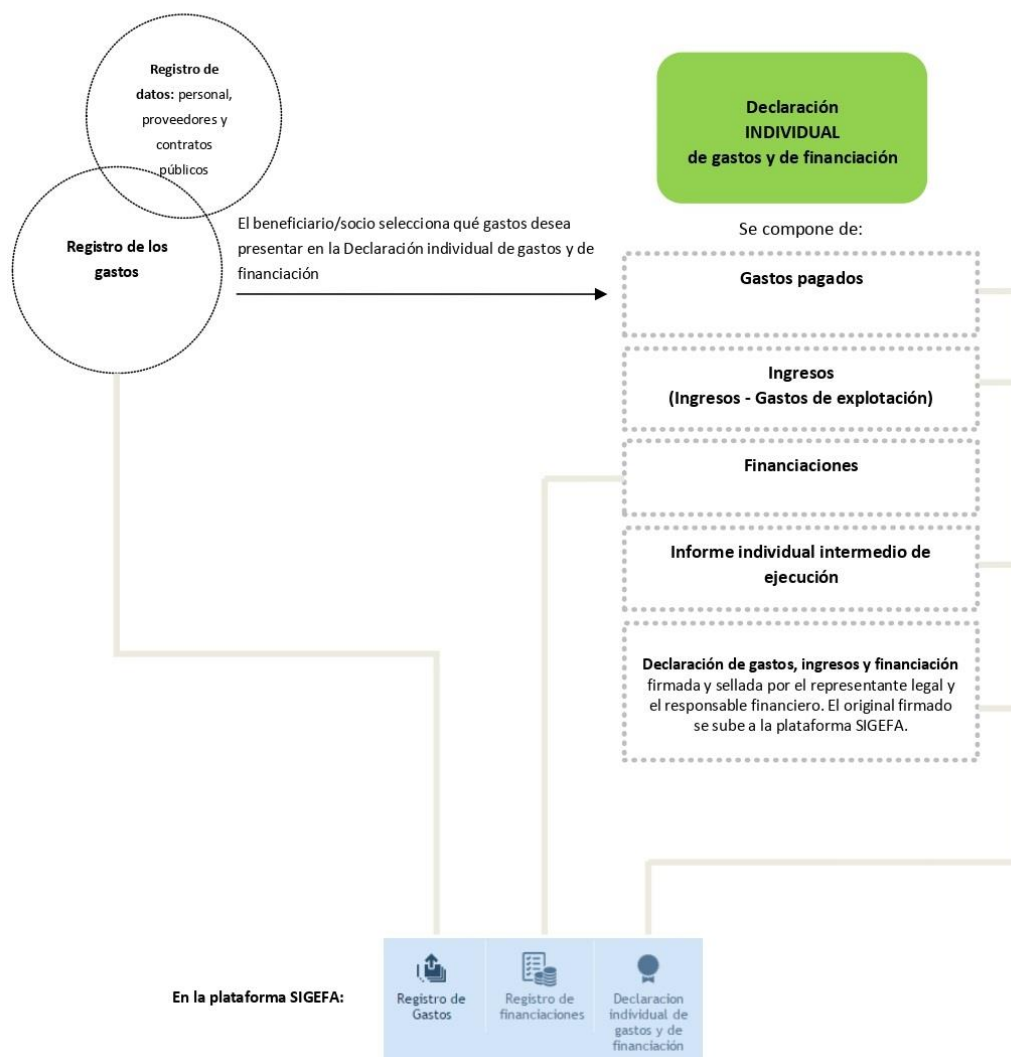 Registro de
datos: personal,
proveedores y
contratos
públicos
Registro de los
gastos
El beneficiario/socio selecciona qué gastos desea
presentar en la Declaración individual de gastos y de
financiación
Declaración
INDIVIDUAL
de gastos y de financiación
Se compone de:
Gastos pagados
Ingresos
(Ingresos - Gastos de explotación)
Financiaciones
Informe individual intermedio de
ejecución
Declaración de gastos, ingresos y financiación
firmada y sellada por el representante legal y
el responsable financiero. El original firmado
se sube a la plataforma SIGEFA.
En la plataforma SIGEFA:
Registro de
Gastos
Registro de
financiaciones
Declaracion
individual de
gastos y de
financiación